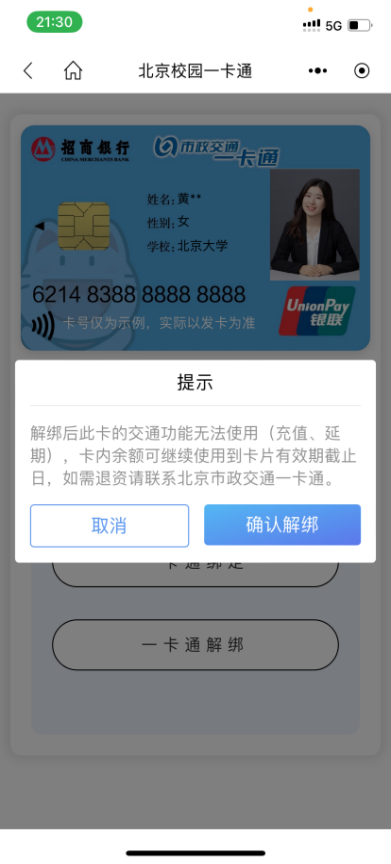 21:30
5G
北京校园一卡通
招商银行
CHINA MERCHANTS BANK
市政交通
一卡通
姓名:黄**
性别:女
学校:北京大学
6214 8388 8888 8888
卡号仅为示例,实际以发卡为准
UnionPay
银联
提示
解绑后此卡的交通功能无法使用(充值、延
期),卡内余额可继续使用到卡片有效期截止
日,如需退资请联系北京市政交通一卡通。
取消
确认解绑
一卡通绑定
一卡通解绑